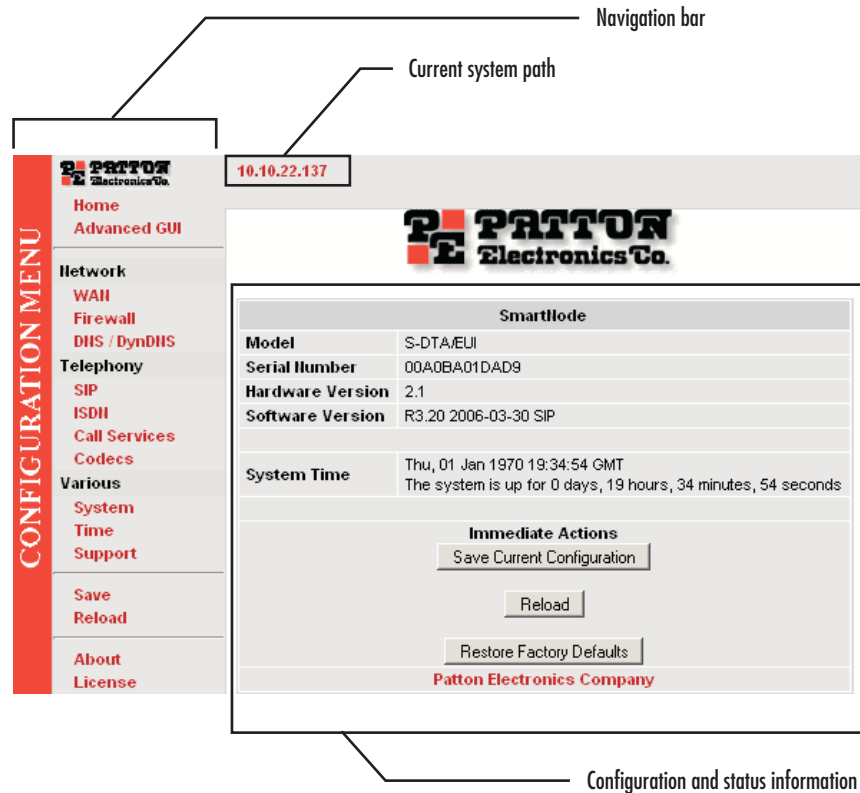 Navigation bar
Current system path
PATTON
Electronics Co.
10.10.22.137
CONFIGURATION MENU
Home
Advanced GUI
Network
WAN
Firewall
DNS / DynDNS
Telephony
SIP
ISDN
Call Services
Codecs
Various
System
Time
Support
Save
Reload
About
License
PE PATTON
Electronics Co.
SmartNode
Model S-DTA/EUI
Serial Number 00A0BA01DAD9
Hardware Version 2.1
Software Version R3.20 2006-03-30 SIP
System Time Thu, 01 Jan 1970 19:34:54 GMT
The system is up for 0 days, 19 hours, 34 minutes, 54 seconds
Immediate Actions
Save Current Configuration
Reload
Restore Factory Defaults
Patton Electronics Company
Configuration and status information